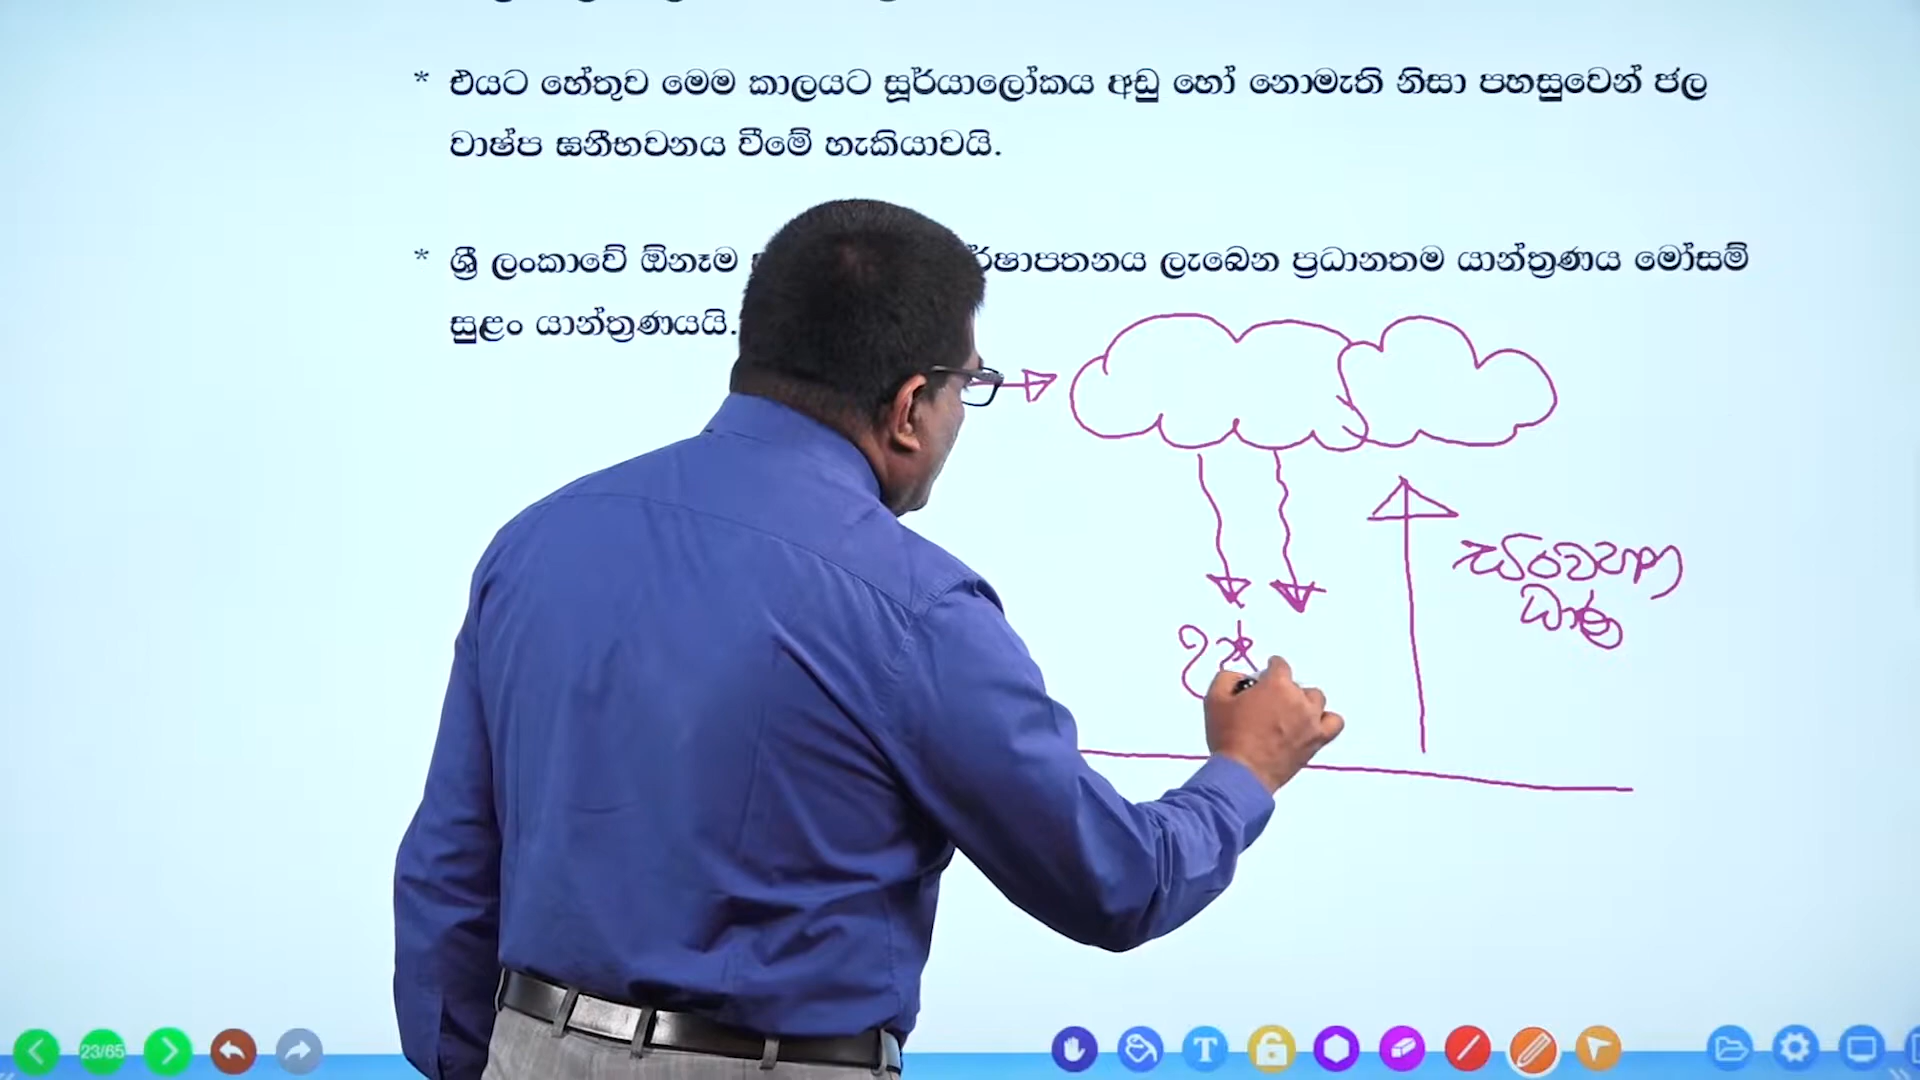 * එයට හේතුව මෙම කාලයට සූර්යාලෝකය අඩු හෝ නොමැති නිසා පහසුවෙන් ජල
වාෂ්ප ඝනීභවනය වීමේ හැකියාවයි.
* ශ්‍රී ලංකාවේ ඕනෑම ර්ෂාපතනය ලැබෙන ප්‍රධානතම යාන්ත්‍රණය මෝසම්
සුළං යාන්ත්‍රණයයි.
සංවහන
ධාරා
23/65
T